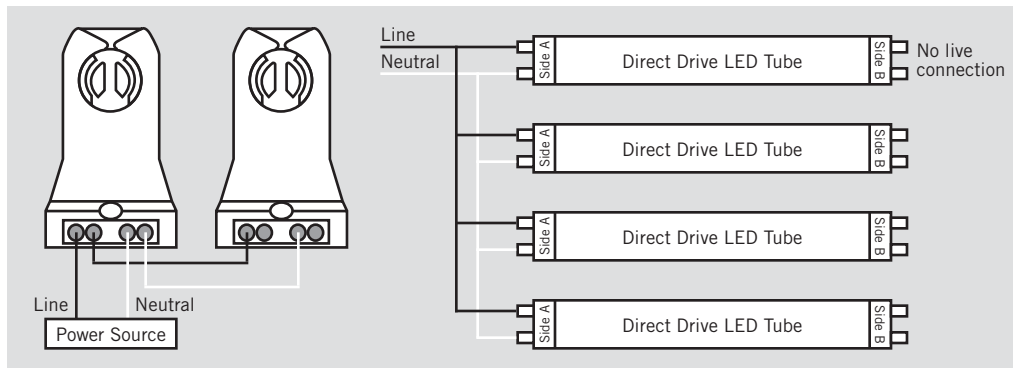 Line
Neutral
Power Source
Line
Neutral
Side A
Direct Drive LED Tube
Side B
No live
connection
Side A
Direct Drive LED Tube
Side B
Side A
Direct Drive LED Tube
Side B
Side A
Direct Drive LED Tube
Side B